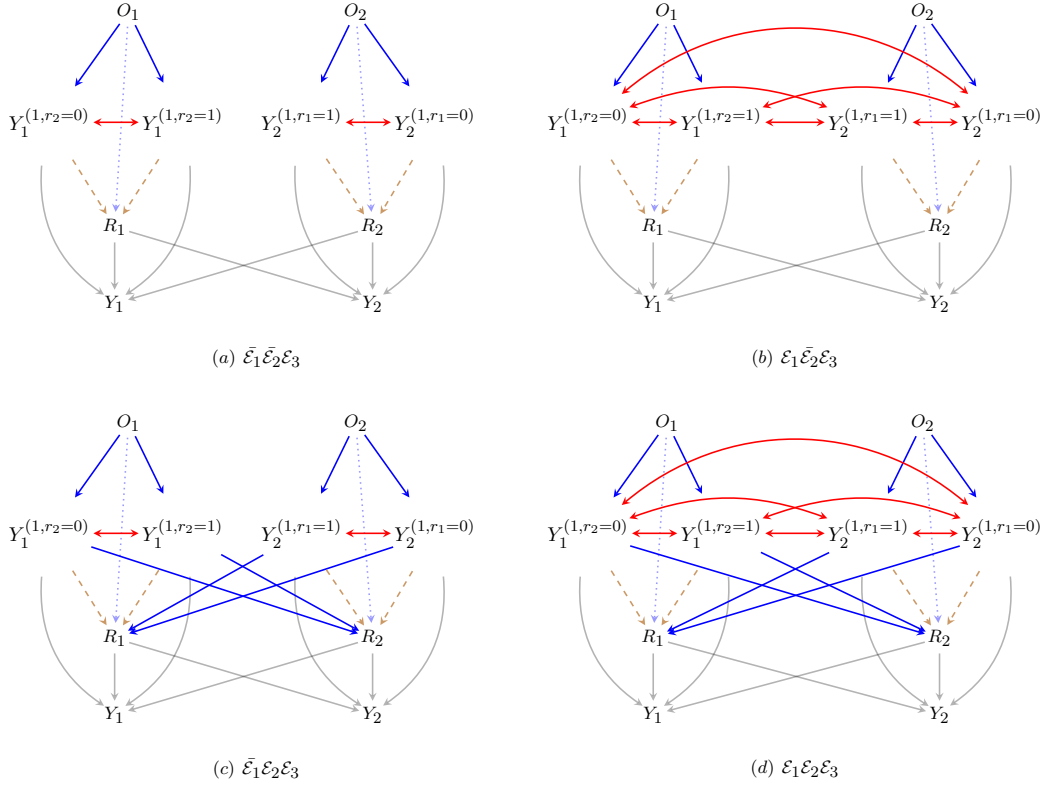 O₁ O₂ O₁ O₂
Y₁^(1,r₂=0) Y₁^(1,r₂=1) Y₂^(1,r₁=1) Y₂^(1,r₁=0) Y₁^(1,r₂=0) Y₁^(1,r₂=1) Y₂^(1,r₁=1) Y₂^(1,r₁=0)
R₁ R₂ R₁ R₂
Y₁ Y₂ Y₁ Y₂
(a) ℰ̄₁ℰ̄₂ℰ₃ (b) ℰ₁ℰ̄₂ℰ₃
O₁ O₂ O₁ O₂
Y₁^(1,r₂=0) Y₁^(1,r₂=1) Y₂^(1,r₁=1) Y₂^(1,r₁=0) Y₁^(1,r₂=0) Y₁^(1,r₂=1) Y₂^(1,r₁=1) Y₂^(1,r₁=0)
R₁ R₂ R₁ R₂
Y₁ Y₂ Y₁ Y₂
(c) ℰ̄₁ℰ₂ℰ₃ (d) ℰ₁ℰ₂ℰ₃